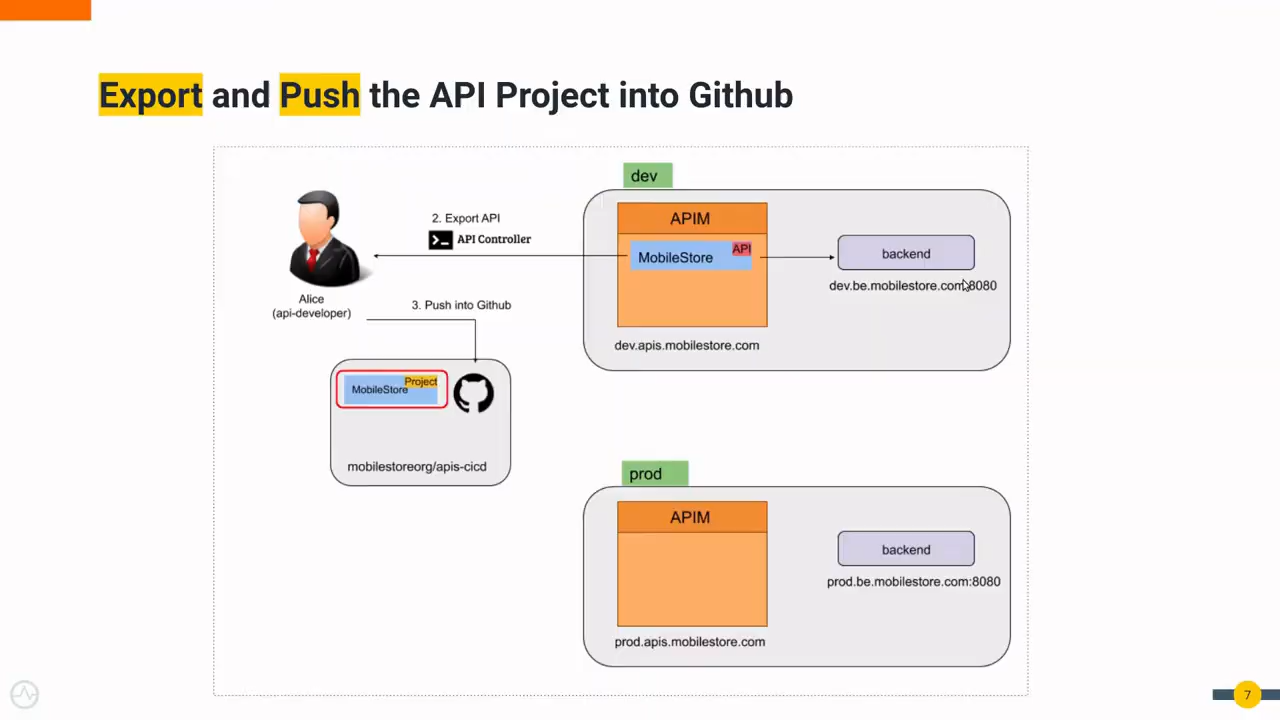 Export and Push the API Project into Github
dev
2. Export API
API Controller
APIM
MobileStore
API
backend
dev.be.mobilestore.com:8080
Alice
(api-developer)
3. Push into Github
dev.apis.mobilestore.com
MobileStore
Project
mobilestoreorg/apis-cicd
prod
APIM
backend
prod.be.mobilestore.com:8080
prod.apis.mobilestore.com
7